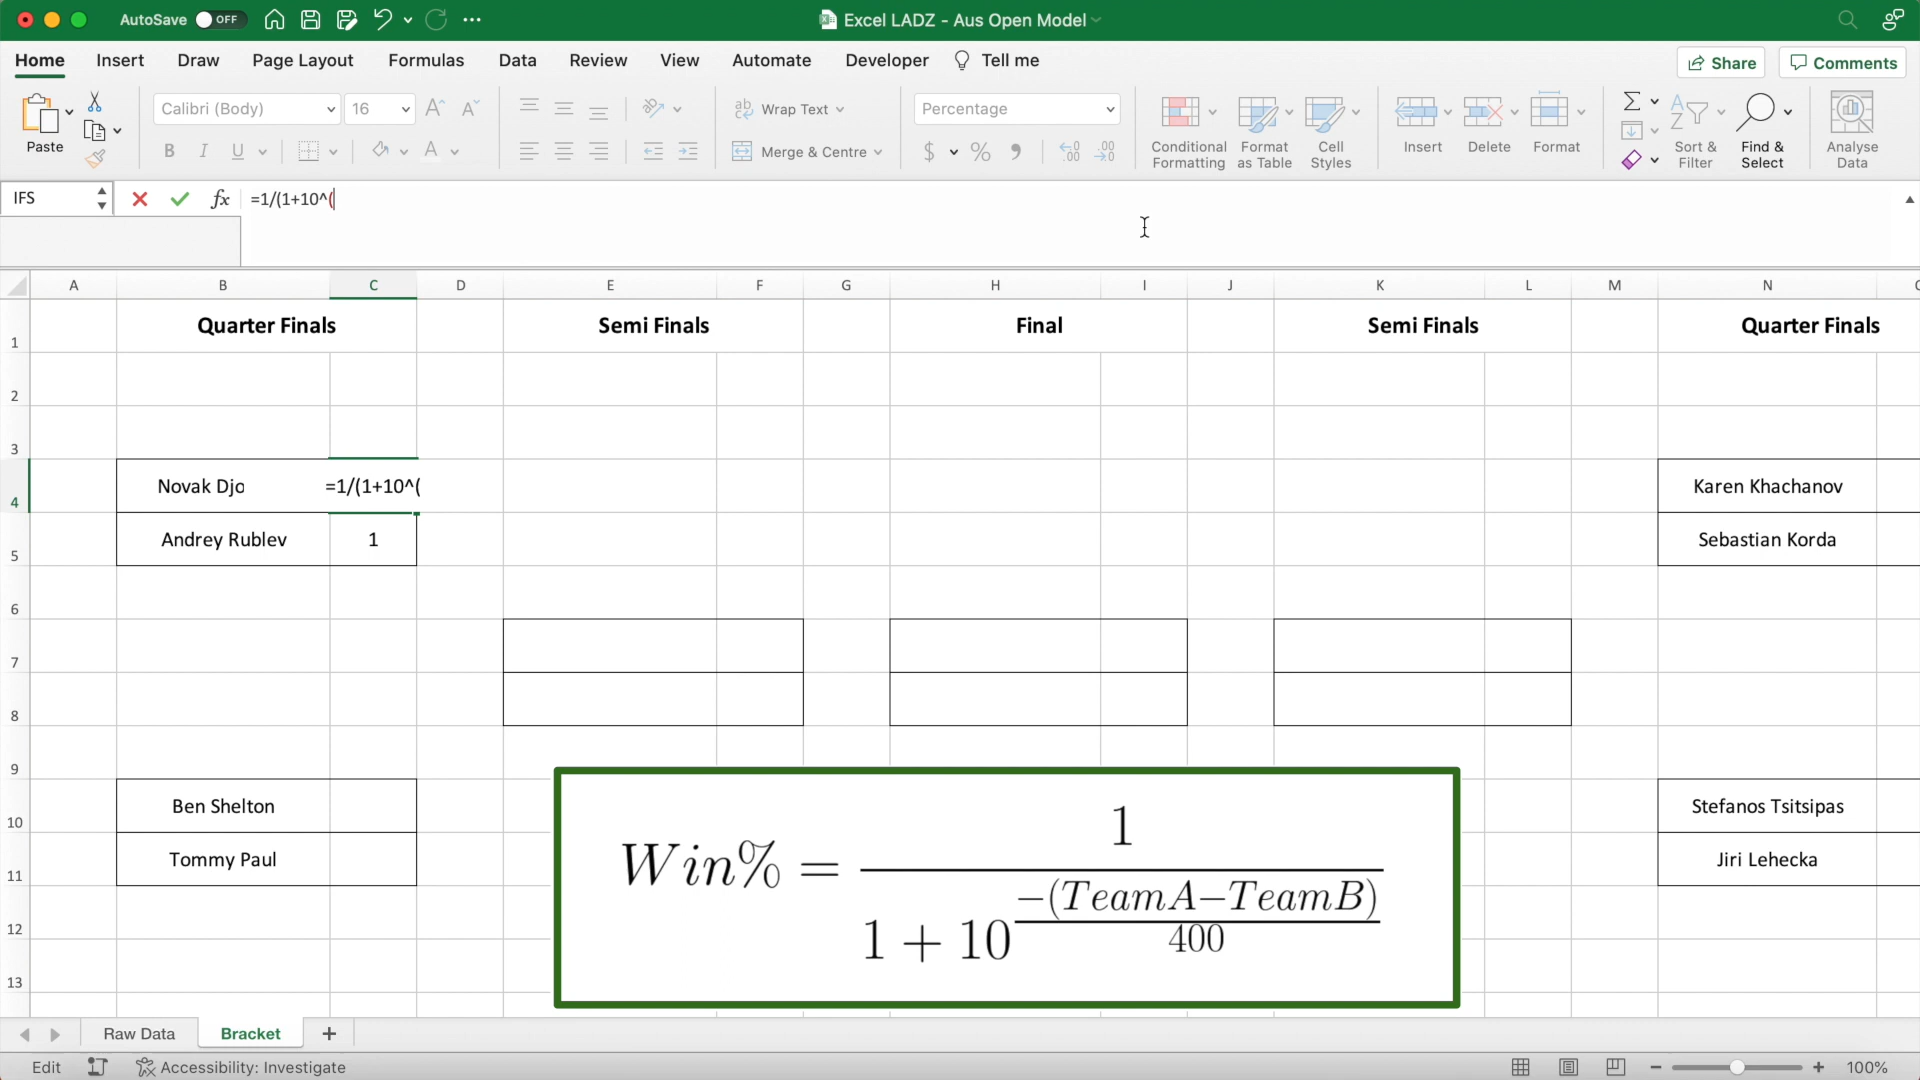 AutoSave OFF Excel LADZ - Aus Open Model
Home Insert Draw Page Layout Formulas Data Review View Automate Developer Tell me Share Comments
Calibri (Body) 16 Wrap Text Percentage
Paste B I U A Merge & Centre $ % Conditional Formatting Format as Table Cell Styles Insert Delete Format Sort & Filter Find & Select Analyse Data
IFS fx =1/(1+10^(
A B C D E F G H I J K L M N
1 Quarter Finals Semi Finals Final Semi Finals Quarter Finals
2
3
4 Novak Djo =1/(1+10^( Karen Khachanov
5 Andrey Rublev 1 Sebastian Korda
6
7
8
9
10 Ben Shelton Stefanos Tsitsipas
11 Tommy Paul Jiri Lehecka
12
13
1
Win% =
-(TeamA-TeamB)
1 + 10
400
Raw Data Bracket +
Edit Accessibility: Investigate 100%